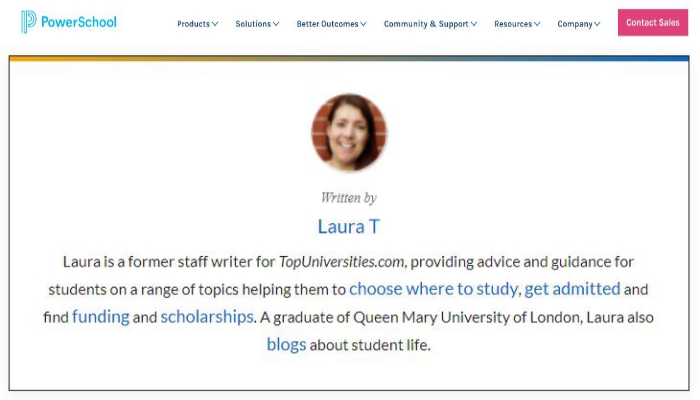 PowerSchool
Products Solutions Better Outcomes Community & Support Resources Company Contact Sales
Written by
Laura T
Laura is a former staff writer for TopUniversities.com, providing advice and guidance for
students on a range of topics helping them to choose where to study, get admitted and
find funding and scholarships. A graduate of Queen Mary University of London, Laura also
blogs about student life.